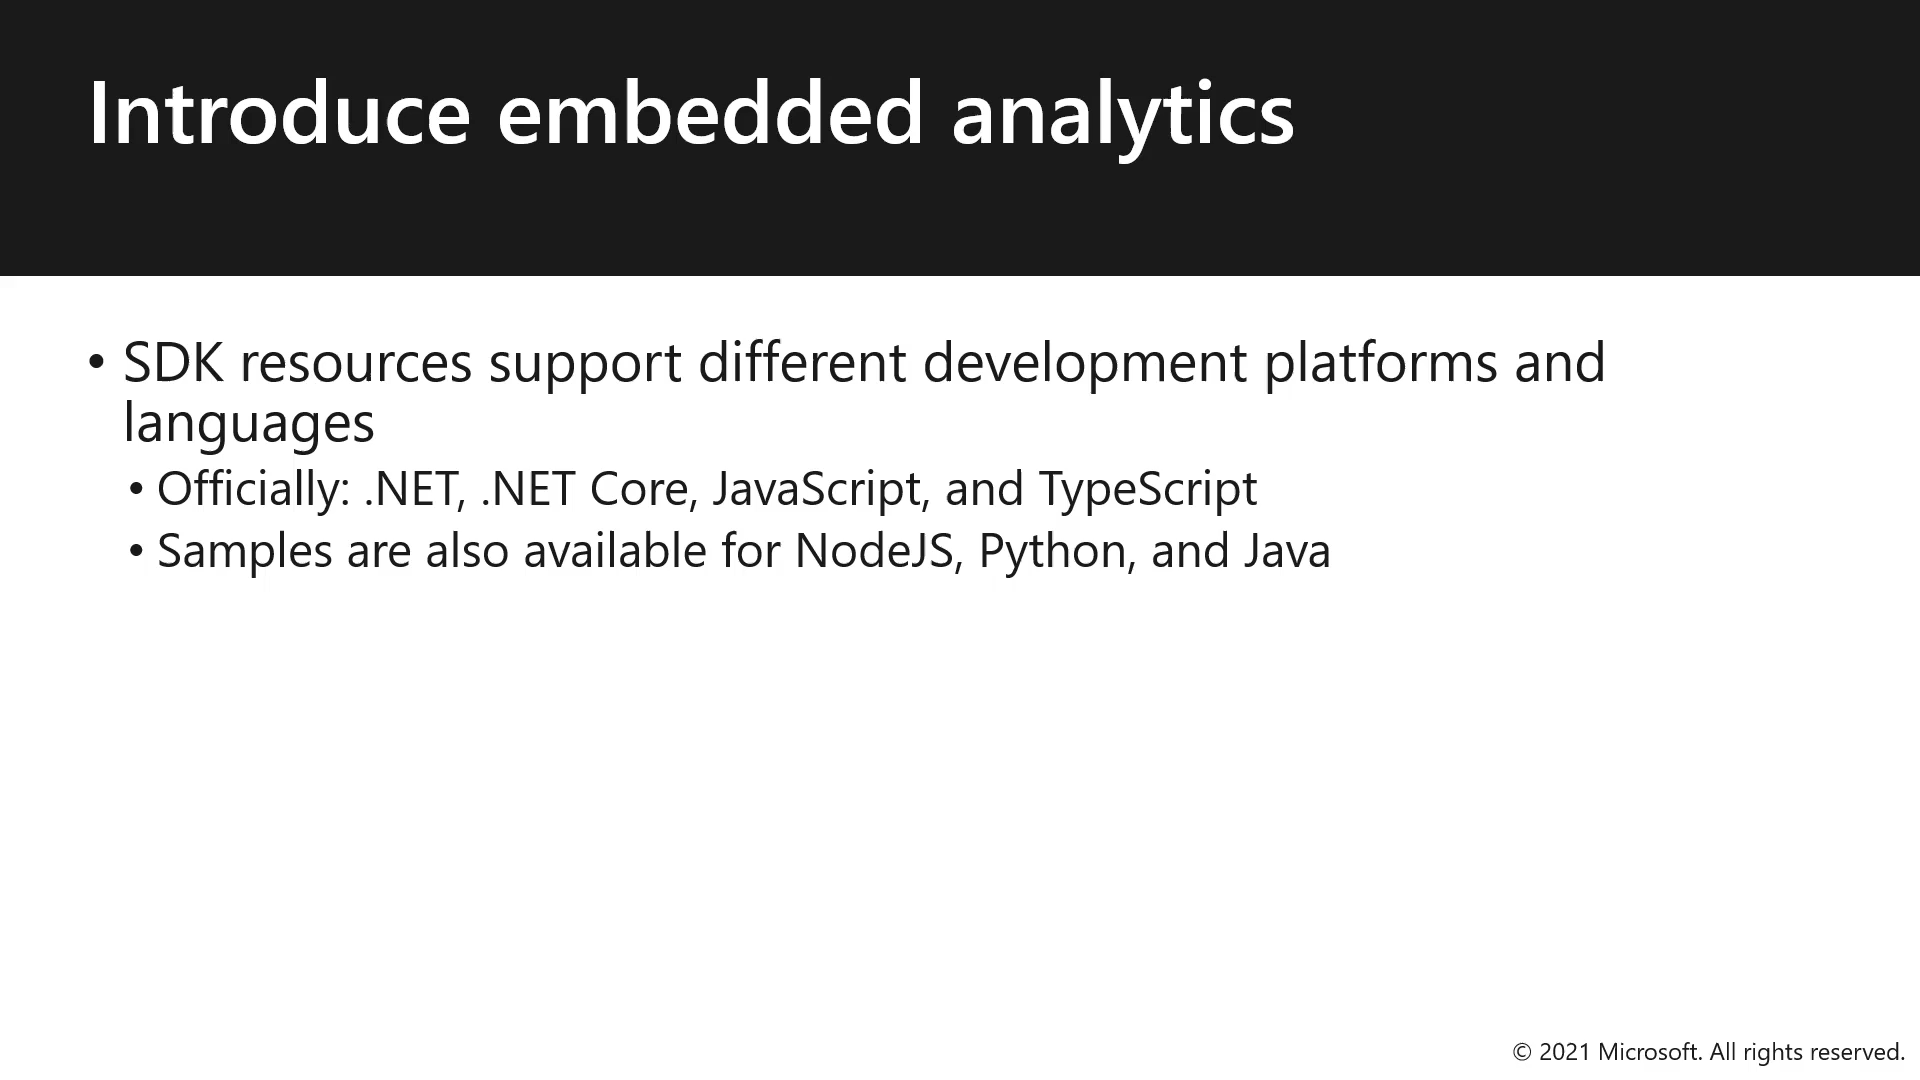 Introduce embedded analytics
• SDK resources support different development platforms and
languages
• Officially: .NET, .NET Core, JavaScript, and TypeScript
• Samples are also available for NodeJS, Python, and Java
© 2021 Microsoft. All rights reserved.